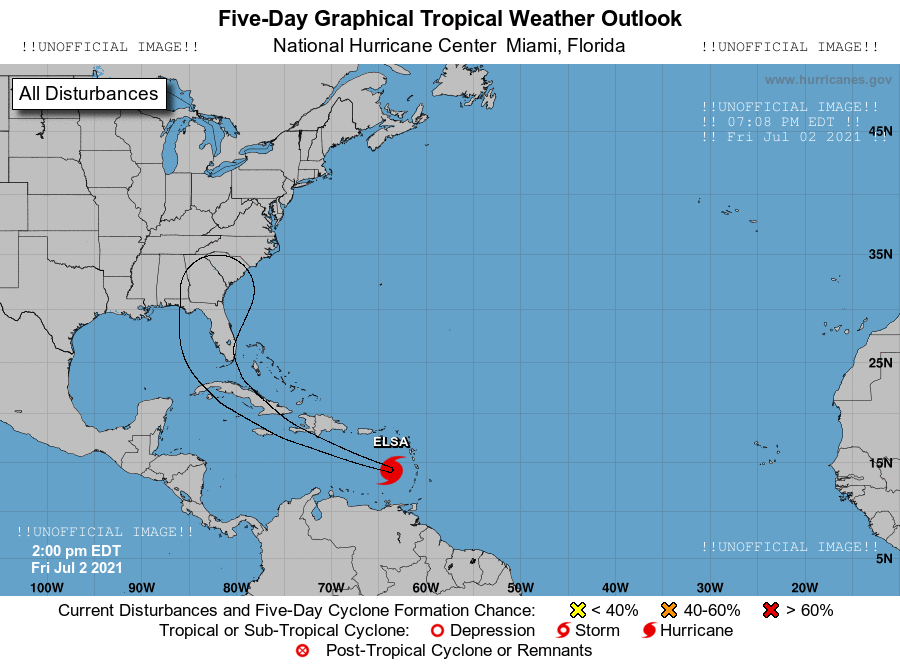 Five-Day Graphical Tropical Weather Outlook
!!UNOFFICIAL IMAGE!! National Hurricane Center Miami, Florida !!UNOFFICIAL IMAGE!!
www.hurricanes.gov
All Disturbances
!!UNOFFICIAL IMAGE!!
!! 07:08 PM EDT !!
45N
!! Fri Jul 02 2021 !!
35N
25N
ELSA
15N
!!UNOFFICIAL IMAGE!!
2:00 pm EDT
!!UNOFFICIAL IMAGE!!
5N
Fri Jul 2 2021
100W 90W 80W 70W 60W 50W 40W 30W 20W
Current Disturbances and Five-Day Cyclone Formation Chance: < 40% 40-60% > 60%
Tropical or Sub-Tropical Cyclone: Depression Storm Hurricane
Post-Tropical Cyclone or Remnants